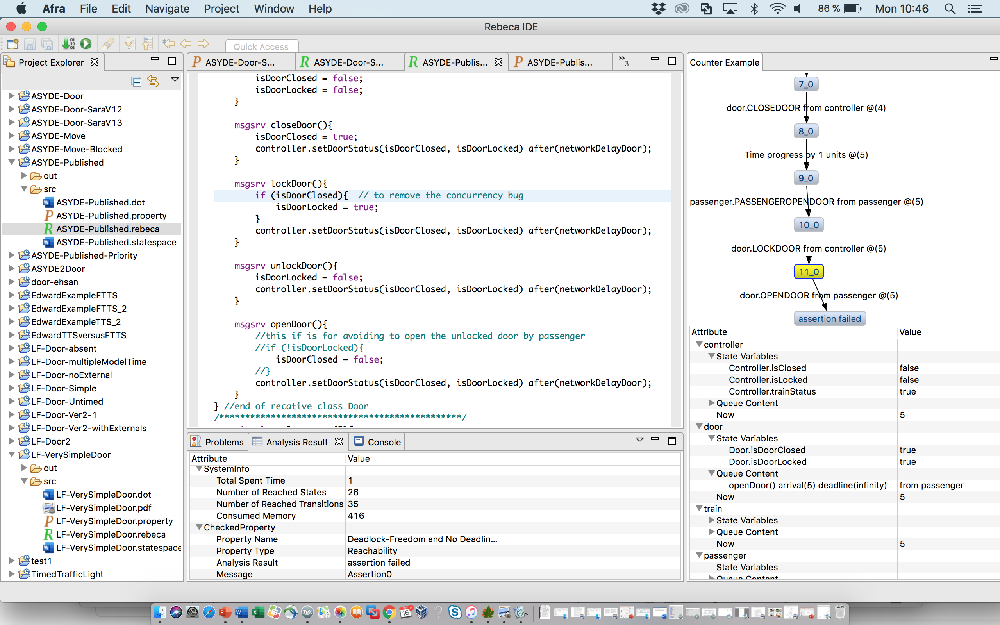 Afra File Edit Navigate Project Window Help 86 % Mon 10:46
Rebeca IDE
Quick Access
Project Explorer
ASYDE-Door
ASYDE-Door-SaraV12
ASYDE-Door-SaraV13
ASYDE-Move
ASYDE-Move-Blocked
ASYDE-Published
out
src
ASYDE-Published.dot
ASYDE-Published.property
ASYDE-Published.rebeca
ASYDE-Published.statespace
ASYDE-Published-Priority
ASYDE2Door
door-ehsan
EdwardExampleFTTS
EdwardExampleFTTS_2
EdwardExampleTTS_2
EdwardTTSversusFTTS
LF-Door-absent
LF-Door-multipleModelTime
LF-Door-noExternal
LF-Door-Simple
LF-Door-Untimed
LF-Door-Ver2-1
LF-Door-Ver2-withExternals
LF-Door2
LF-VerySimpleDoor
out
src
LF-VerySimpleDoor.dot
LF-VerySimpleDoor.pdf
LF-VerySimpleDoor.property
LF-VerySimpleDoor.rebeca
LF-VerySimpleDoor.statespace
test1
TimedTrafficLight
ASYDE-Door-S... ASYDE-Door-S... ASYDE-Publis... ASYDE-Publis... 3
isDoorClosed = false;
isDoorLocked = false;
}
msgsrv closeDoor(){
isDoorClosed = true;
controller.setDoorStatus(isDoorClosed, isDoorLocked) after(networkDelayDoor);
}
msgsrv lockDoor(){
if (isDoorClosed){ // to remove the concurrency bug
isDoorLocked = true;
}
controller.setDoorStatus(isDoorClosed, isDoorLocked) after(networkDelayDoor);
}
msgsrv unlockDoor(){
isDoorLocked = false;
controller.setDoorStatus(isDoorClosed, isDoorLocked) after(networkDelayDoor);
}
msgsrv openDoor(){
//this if is for avoiding to open the unlocked door by passenger
//if (!isDoorLocked){
isDoorClosed = false;
//}
controller.setDoorStatus(isDoorClosed, isDoorLocked) after(networkDelayDoor);
}
} //end of recative class Door
/***********************************************/
Problems Analysis Result Console
Attribute Value
SystemInfo
Total Spent Time 1
Number of Reached States 26
Number of Reached Transitions 35
Consumed Memory 416
CheckedProperty
Property Name Deadlock-Freedom and No Deadlin...
Property Type Reachability
Analysis Result assertion failed
Message Assertion0
Counter Example
7_0
door.CLOSEDOOR from controller @(4)
8_0
Time progress by 1 units @(5)
9_0
passenger.PASSENGEROPENDOOR from passenger @(5)
10_0
door.LOCKDOOR from controller @(5)
11_0
door.OPENDOOR from passenger @(5)
assertion failed
Attribute Value
controller
State Variables
Controller.isClosed false
Controller.isLocked false
Controller.trainStatus true
Queue Content
Now 5
door
State Variables
Door.isDoorClosed true
Door.isDoorLocked true
Queue Content
openDoor() arrival(5) deadline(infinity) from passenger
Now 5
train
State Variables
Queue Content
Now 5
passenger
State Variables
Queue Content